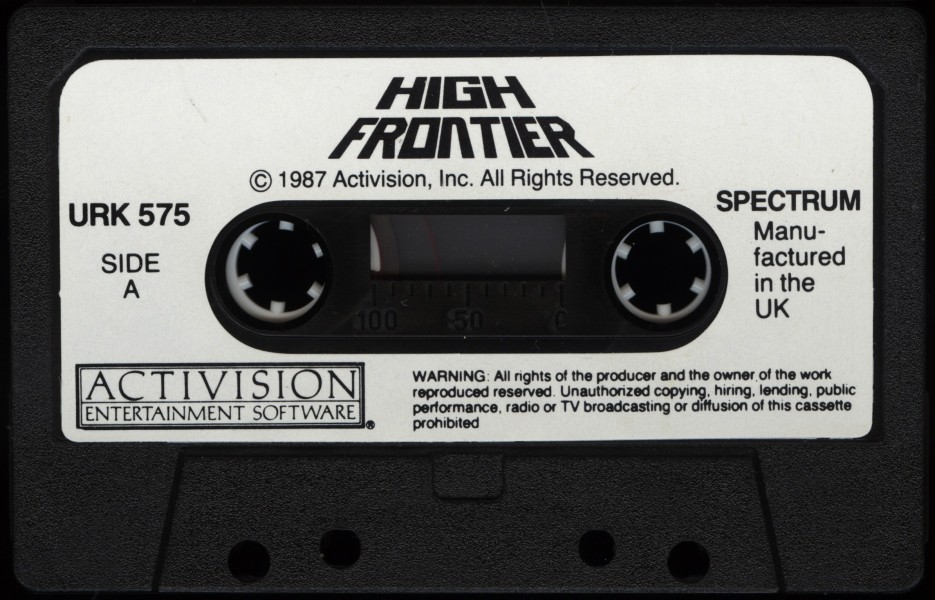 HIGH
FRONTIER
© 1987 Activision, Inc. All Rights Reserved.
URK 575
SIDE
A
SPECTRUM
Manu-
factured
in the
UK
100 50 0
ACTIVISION
ENTERTAINMENT SOFTWARE
®
WARNING: All rights of the producer and the owner of the work
reproduced reserved. Unauthorized copying, hiring, lending, public
performance, radio or TV broadcasting or diffusion of this cassette
prohibited